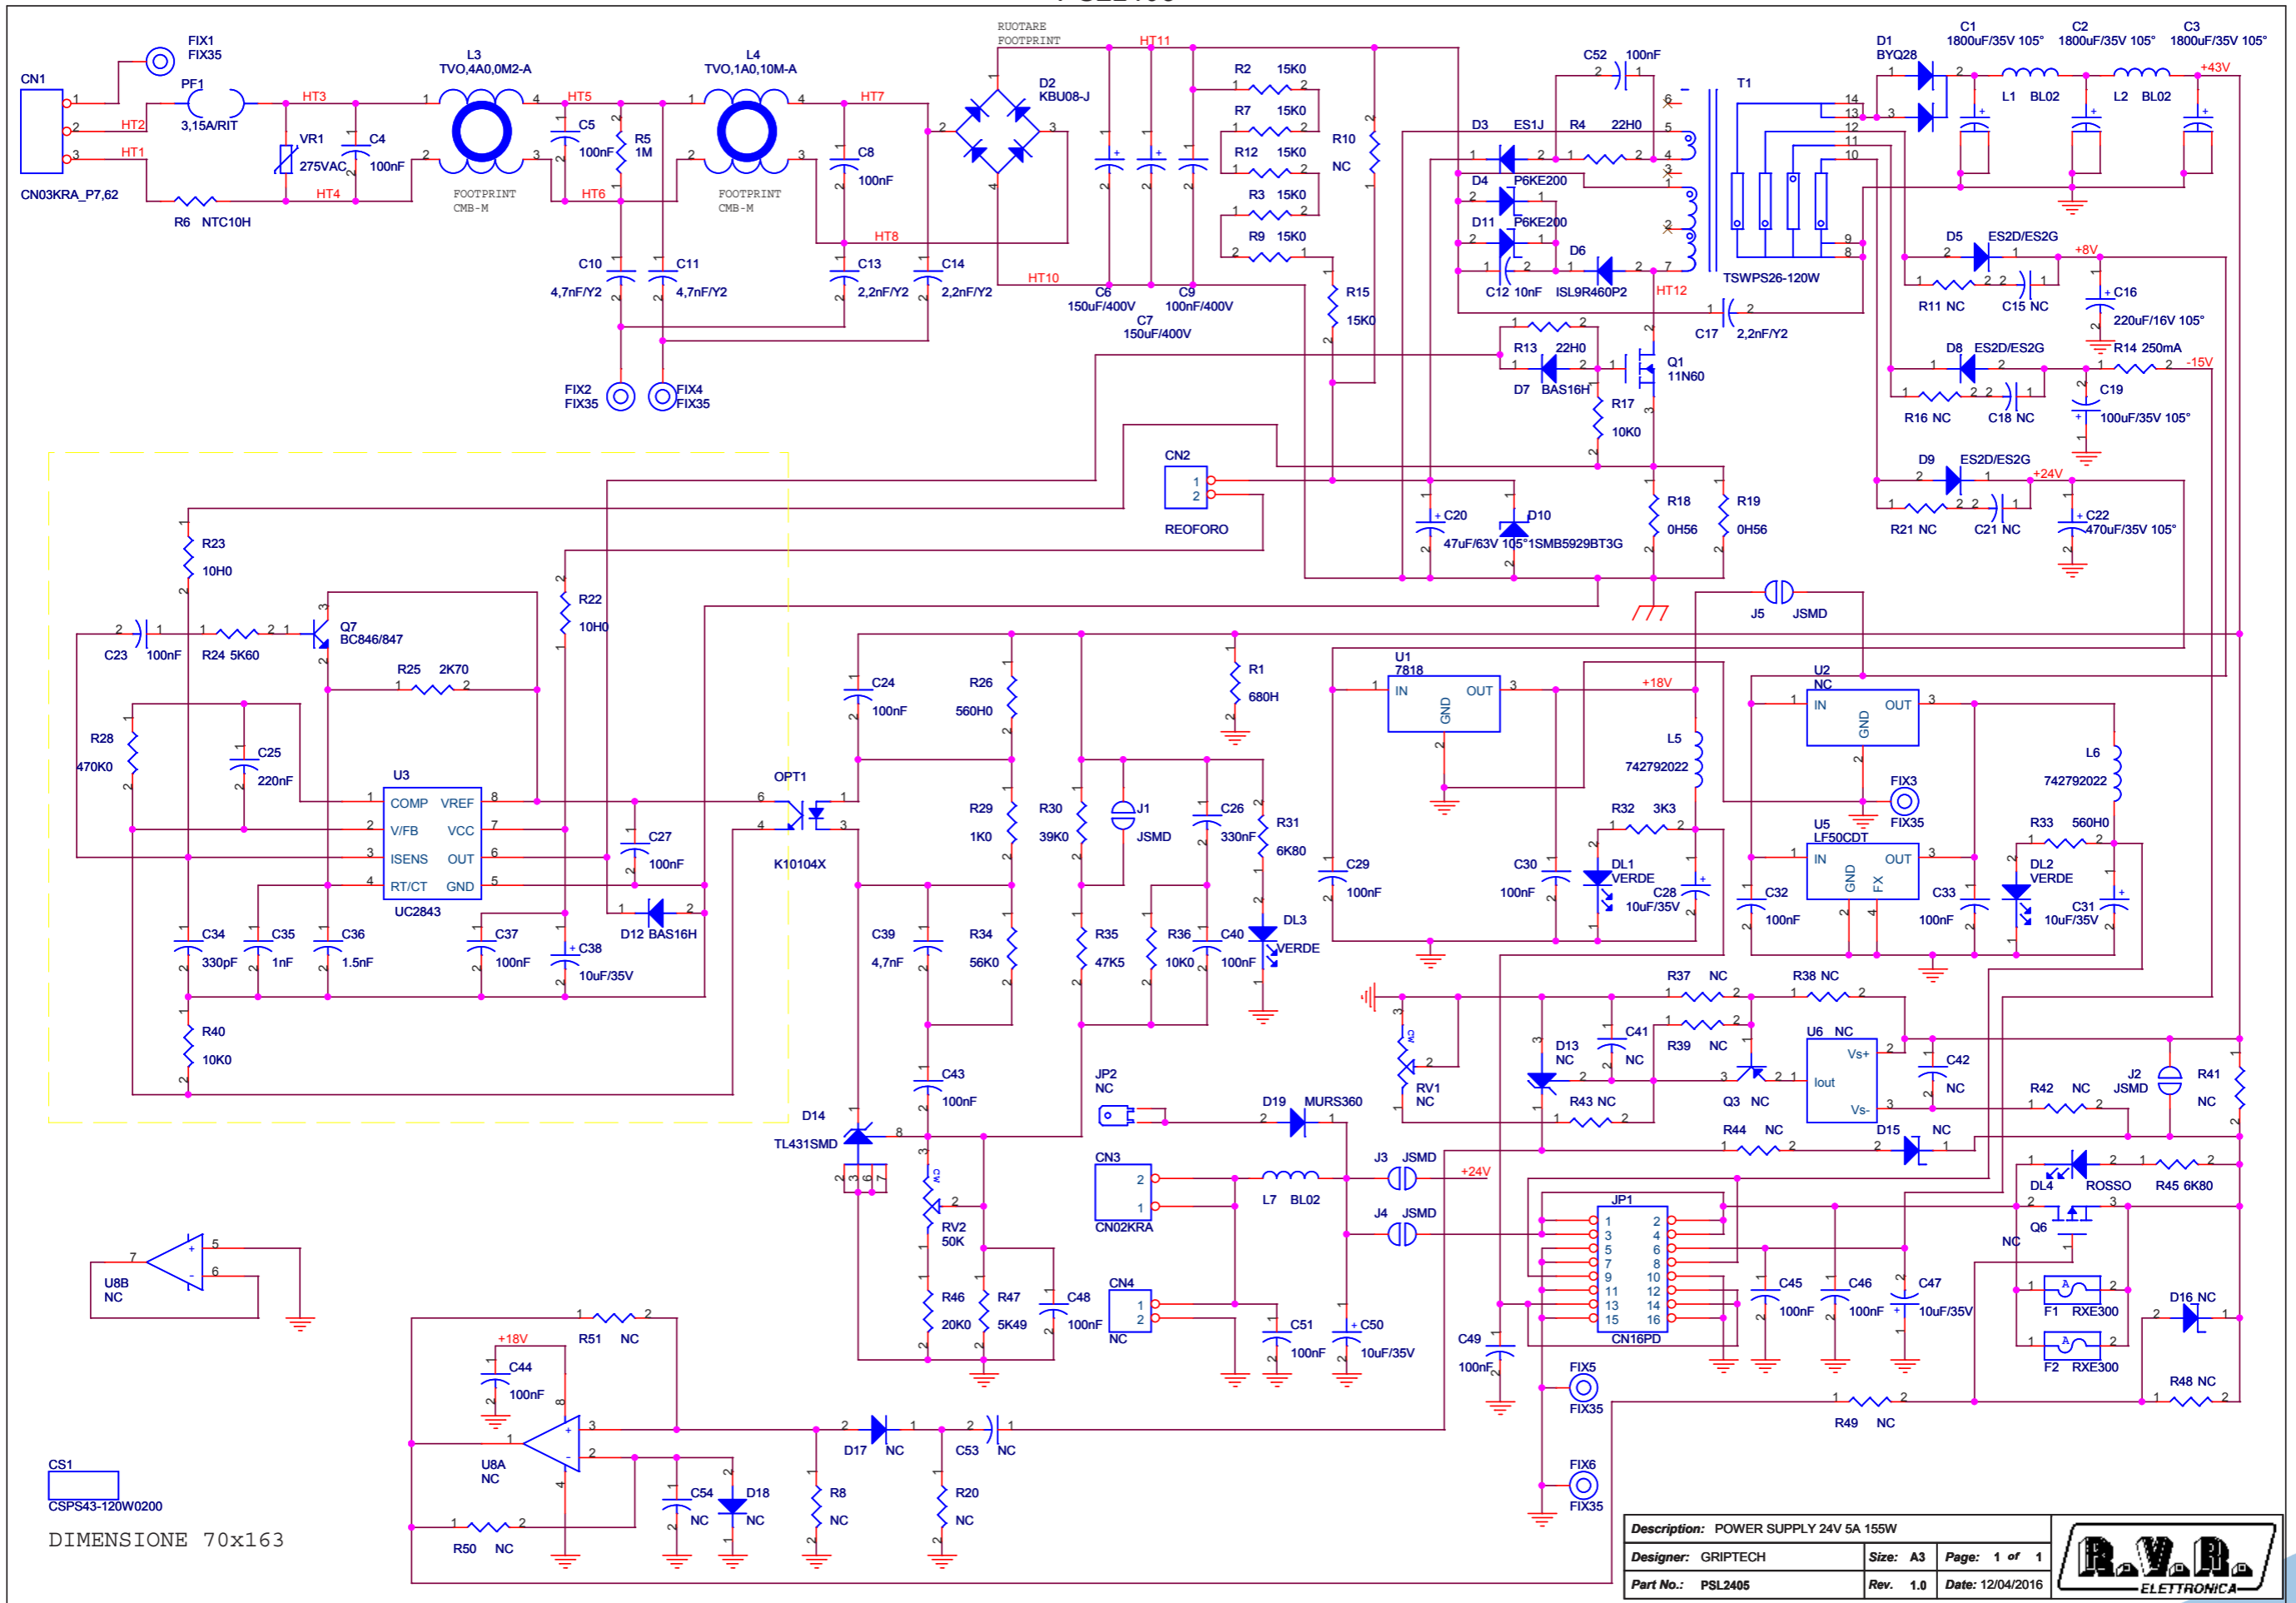 RUOTARE
FOOTPRINT
FIX1
FIX35
CN1
PF1
3,15A/RIT
HT3
HT2
HT1
HT4
CN03KRA_P7,62
R6 NTC10H
VR1
275VAC
C4
100nF
L3
TVO,4A0,0M2-A
FOOTPRINT
CMB-M
HT5
C5
100nF
R5
1M
HT6
L4
TVO,1A0,10M-A
FOOTPRINT
CMB-M
HT7
C8
100nF
HT8
D2
KBU08-J
HT11
HT10
C10
4,7nF/Y2
C11
4,7nF/Y2
C13
2,2nF/Y2
C14
2,2nF/Y2
FIX2
FIX35
FIX4
FIX35
C6
150uF/400V
C7
150uF/400V
C9
100nF/400V
R2 15K0
R7 15K0
R12 15K0
R3 15K0
R9 15K0
R10
NC
R15
15K0
C52 100nF
D3 ES1J
R4 22H0
D4 P6KE200
D11 P6KE200
D6
ISL9R460P2
C12 10nF
HT12
T1
TSWPS26-120W
C17 2,2nF/Y2
R13 22H0
D7 BAS16H
Q1
11N60
R17
10K0
D1
BYQ28
C1
1800uF/35V 105°
C2
1800uF/35V 105°
C3
1800uF/35V 105°
+43V
L1 BL02
L2 BL02
D5 ES2D/ES2G
+8V
R11 NC
C15 NC
C16
220uF/16V 105°
D8 ES2D/ES2G
R14 250mA
-15V
R16 NC
C18 NC
C19
100uF/35V 105°
D9 ES2D/ES2G
+24V
R21 NC
C21 NC
C22
470uF/35V 105°
CN2
REOFORO
C20
47uF/63V 105°
D10
1SMB5929BT3G
R18
0H56
R19
0H56
R23
10H0
R22
10H0
C23 100nF
R24 5K60
Q7
BC846/847
R25 2K70
R28
470K0
C25
220nF
U3
COMP VREF
V/FB VCC
ISENS OUT
RT/CT GND
UC2843
C27
100nF
D12 BAS16H
C34
330pF
C35
1nF
C36
1.5nF
C37
100nF
C38
10uF/35V
R40
10K0
OPT1
K10104X
C24
100nF
R26
560H0
R1
680H
R29
1K0
R30
39K0
J1
JSMD
C26
330nF
R31
6K80
C39
4,7nF
R34
56K0
R35
47K5
R36
10K0
C40
100nF
DL3
VERDE
C43
100nF
D14
TL431SMD
RV2
50K
R46
20K0
R47
5K49
C48
100nF
U1
7818
IN OUT
GND
+18V
J5 JSMD
U2
NC
IN OUT
GND
L5
742792022
L6
742792022
FIX3
FIX35
R32 3K3
R33 560H0
U5
LF50CDT
IN OUT
GND FX
C29
100nF
C30
100nF
DL1
VERDE
C28
10uF/35V
C32
100nF
C33
100nF
DL2
VERDE
C31
10uF/35V
R37 NC
R38 NC
R39 NC
D13
NC
C41
NC
RV1
NC
R43 NC
Q3 NC
U6 NC
Vs+
Iout
Vs-
C42
NC
J2
JSMD
R41
NC
R42 NC
R44 NC
D15 NC
JP2
NC
D19 MURS360
CN3
CN02KRA
L7 BL02
J3 JSMD
+24V
J4 JSMD
CN4
NC
C51
100nF
C50
10uF/35V
C49
100nF
JP1
CN16PD
C45
100nF
C46
100nF
C47
10uF/35V
DL4 ROSSO
R45 6K80
Q6
NC
F1 RXE300
F2 RXE300
D16 NC
R48 NC
R49 NC
FIX5
FIX35
FIX6
FIX35
U8B
NC
R51 NC
+18V
C44
100nF
U8A
NC
R50 NC
C54
NC
D18
NC
D17 NC
C53 NC
R8
NC
R20
NC
CS1
CSPS43-120W0200
DIMENSIONE 70x163
Description: POWER SUPPLY 24V 5A 155W
Designer: GRIPTECH Size: A3 Page: 1 of 1
Part No.: PSL2405 Rev. 1.0 Date: 12/04/2016
R.V.R.
ELETTRONICA